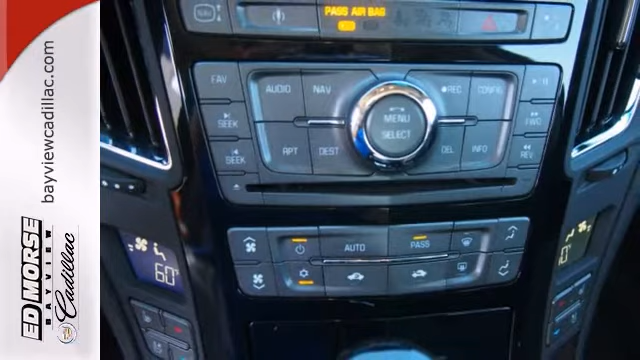 PASS AIR BAG
FAV
AUDIO
NAV
REC
CONFIG
MENU
SELECT
SEEK
SEEK
RPT
DEST
DEL
INFO
FWD
REV
AUTO
PASS
60°
bayviewcadillac.com
ED MORSE
BAYVIEW
Cadillac